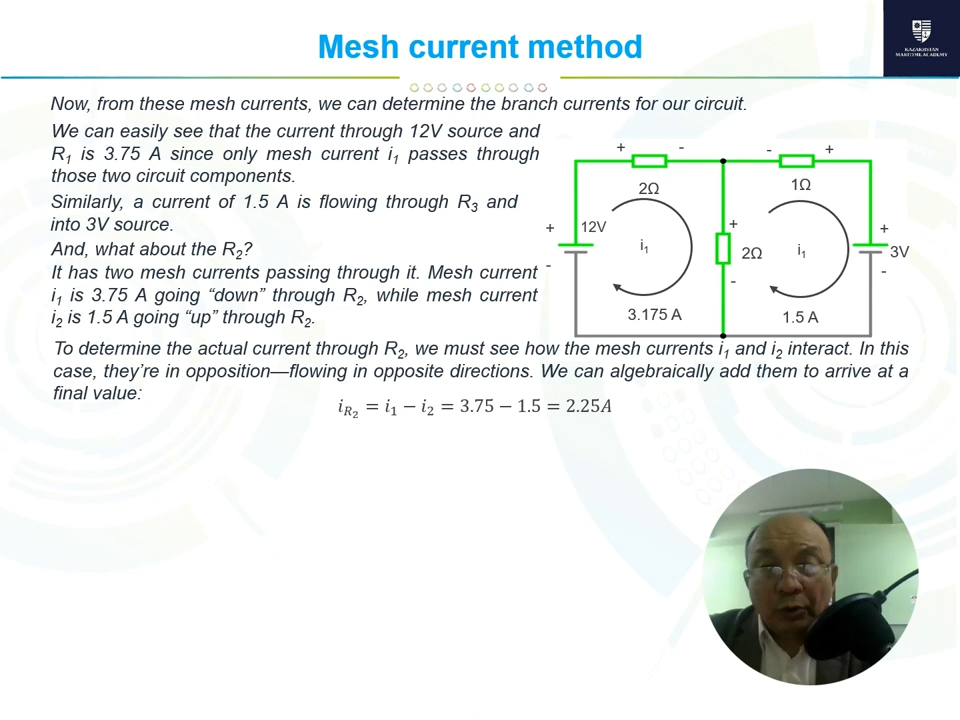 Mesh current method
KAZAKHSTAN
MARITIME ACADEMY
Now, from these mesh currents, we can determine the branch currents for our circuit.
We can easily see that the current through 12V source and
R1 is 3.75 A since only mesh current i1 passes through
those two circuit components.
Similarly, a current of 1.5 A is flowing through R3 and
into 3V source.
And, what about the R2?
It has two mesh currents passing through it. Mesh current
i1 is 3.75 A going “down” through R2, while mesh current
i2 is 1.5 A going “up” through R2.
+ - - +
2Ω 1Ω
+ 12V + +
i1 2Ω i1 3V
- - -
3.175 A 1.5 A
To determine the actual current through R2, we must see how the mesh currents i1 and i2 interact. In this
case, they’re in opposition—flowing in opposite directions. We can algebraically add them to arrive at a
final value:
iR2 = i1 − i2 = 3.75 − 1.5 = 2.25A